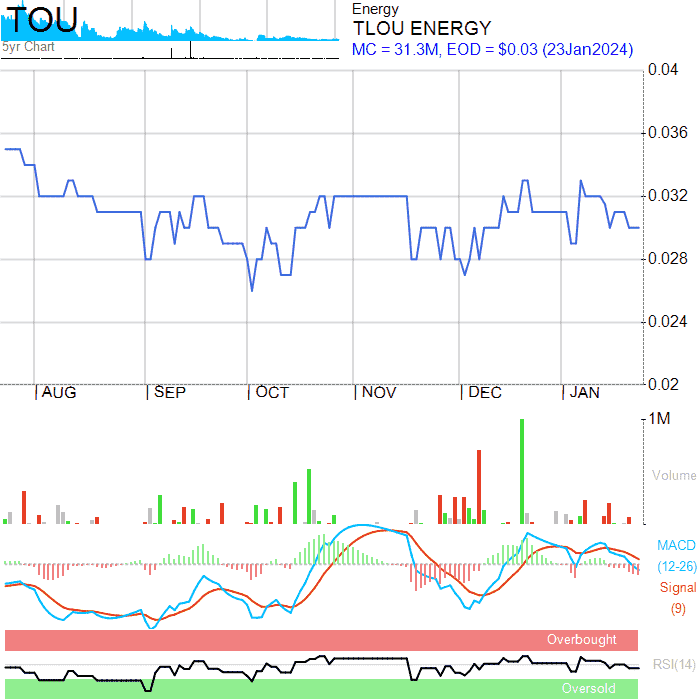 TOU
5yr Chart
Energy
TLOU ENERGY
MC = 31.3M, EOD = $0.03 (23Jan2024)
0.04
0.036
0.032
0.028
0.024
0.02
AUG SEP OCT NOV DEC JAN
1M
Volume
MACD
(12-26)
Signal
(9)
Overbought
RSI(14)
Oversold